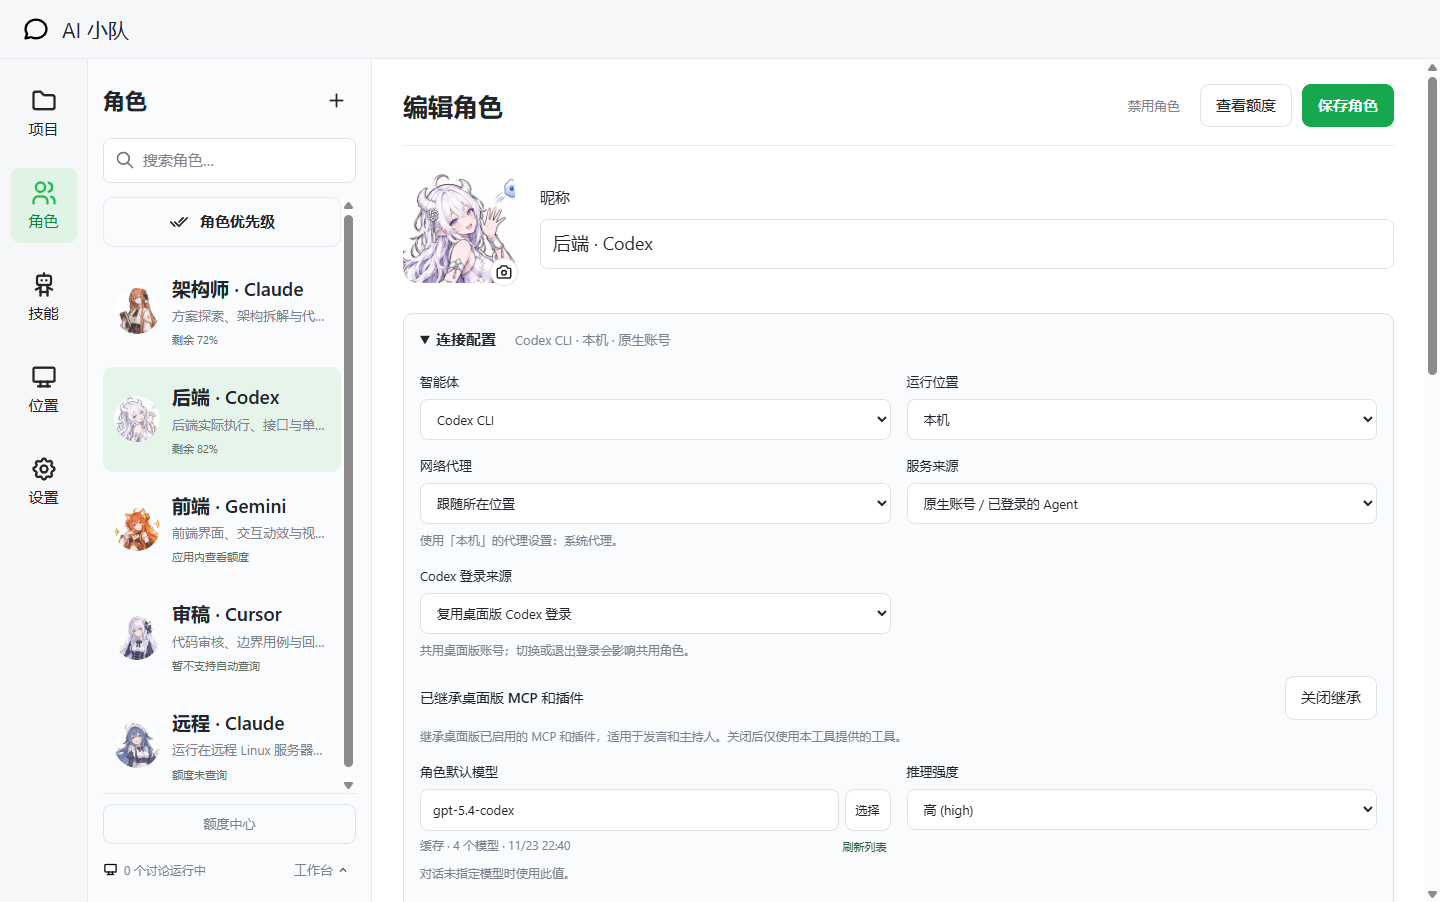 AI 小队
项目
角色
技能
位置
设置
角色
搜索角色...
角色优先级
架构师 · Claude
方案探索、架构拆解与代...
剩余 72%
后端 · Codex
后端实际执行、接口与单...
剩余 82%
前端 · Gemini
前端界面、交互动效与视...
应用内查看额度
审稿 · Cursor
代码审核、边界用例与回...
暂不支持自动查询
远程 · Claude
运行在远程 Linux 服务器...
额度未查询
额度中心
0 个讨论运行中
工作台
编辑角色
禁用角色
查看额度
保存角色
昵称
后端 · Codex
连接配置
Codex CLI · 本机 · 原生账号
智能体
运行位置
Codex CLI
本机
网络代理
服务来源
跟随所在位置
原生账号 / 已登录的 Agent
使用「本机」的代理设置：系统代理。
Codex 登录来源
复用桌面版 Codex 登录
共用桌面版账号；切换或退出登录会影响共用角色。
已继承桌面版 MCP 和插件
关闭继承
继承桌面版已启用的 MCP 和插件，适用于发言和主持人。关闭后仅使用本工具提供的工具。
角色默认模型
推理强度
gpt-5.4-codex
选择
高 (high)
缓存 · 4 个模型 · 11/23 22:40
刷新列表
对话未指定模型时使用此值。